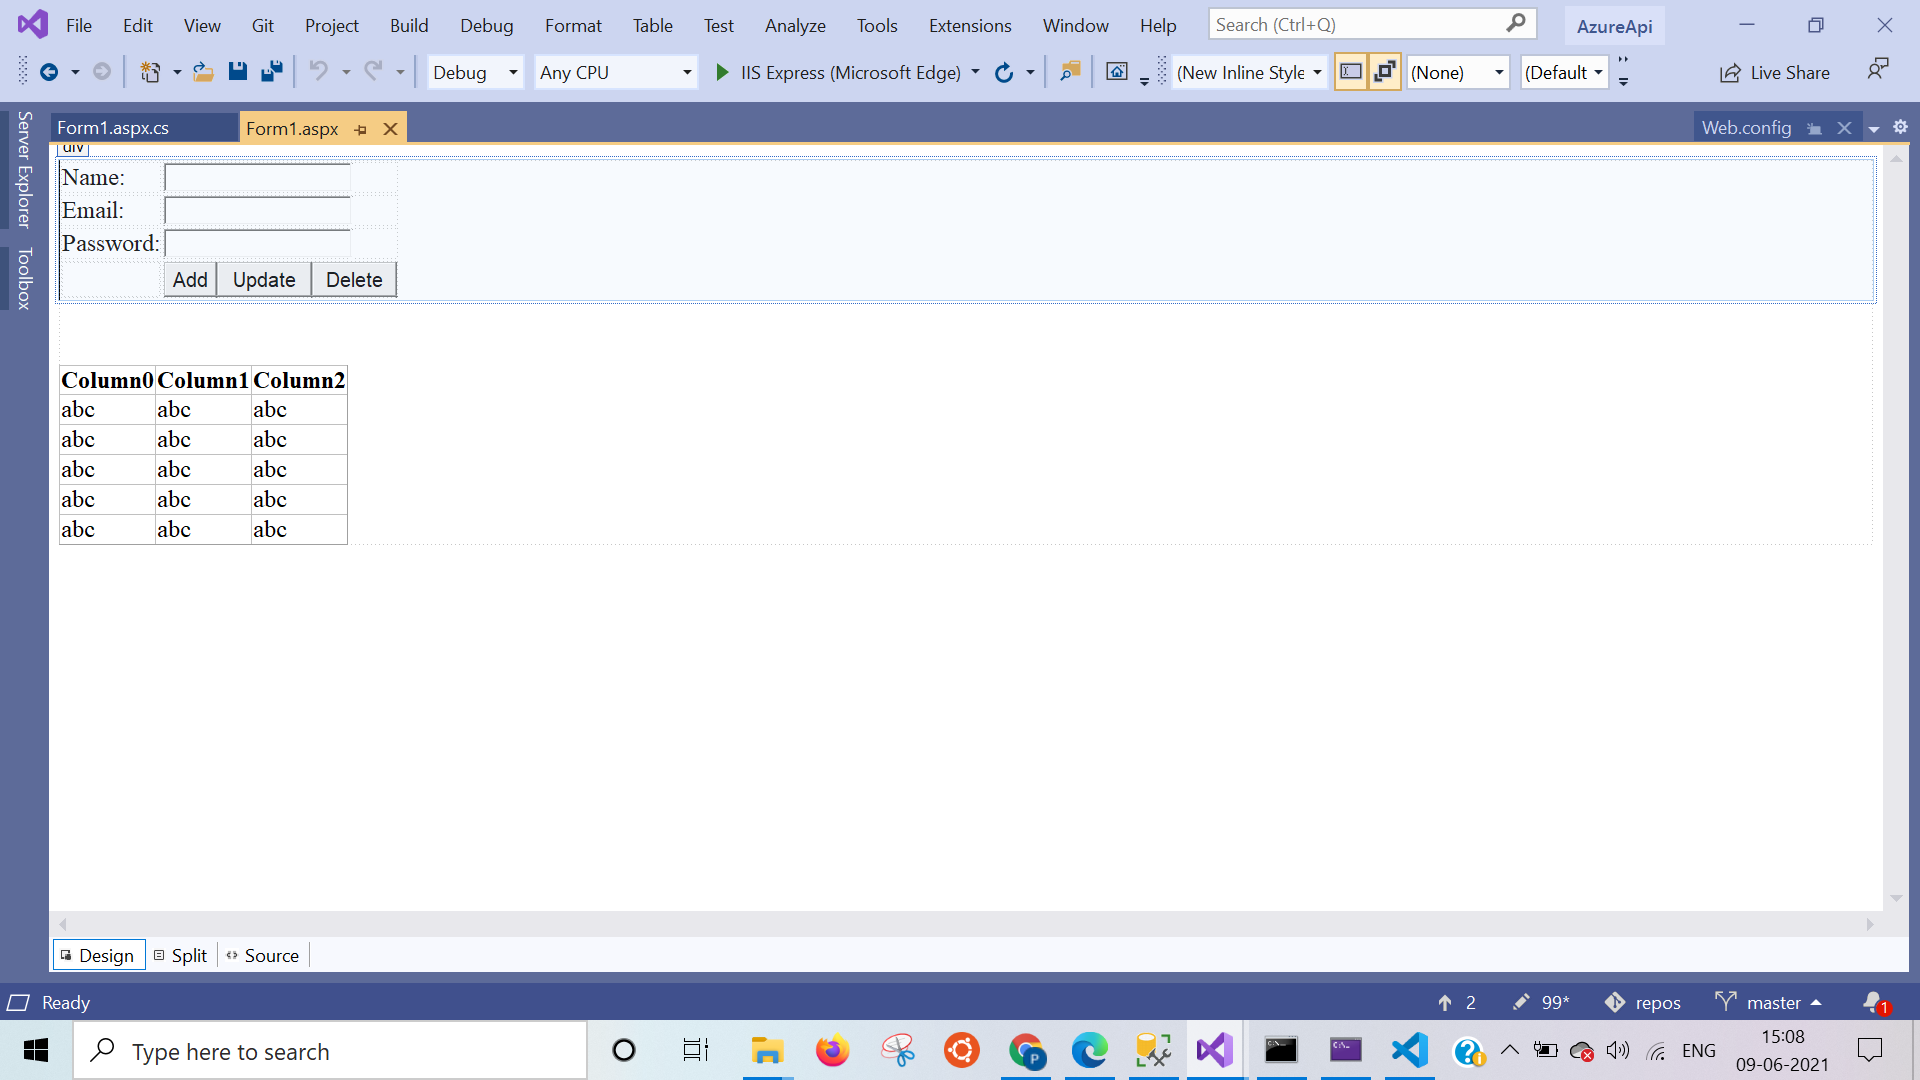 File Edit View Git Project Build Debug Format Table Test Analyze Tools Extensions Window Help Search (Ctrl+Q) AzureApi
Debug Any CPU IIS Express (Microsoft Edge) (New Inline Style (None) (Default Live Share
Server Explorer
Toolbox
Form1.aspx.cs Form1.aspx Web.config
div
Name:
Email:
Password:
Add Update Delete
Column0 Column1 Column2
abc abc abc
abc abc abc
abc abc abc
abc abc abc
abc abc abc
Design Split Source
Ready 2 99* repos master 1
Type here to search P ENG 15:08
09-06-2021